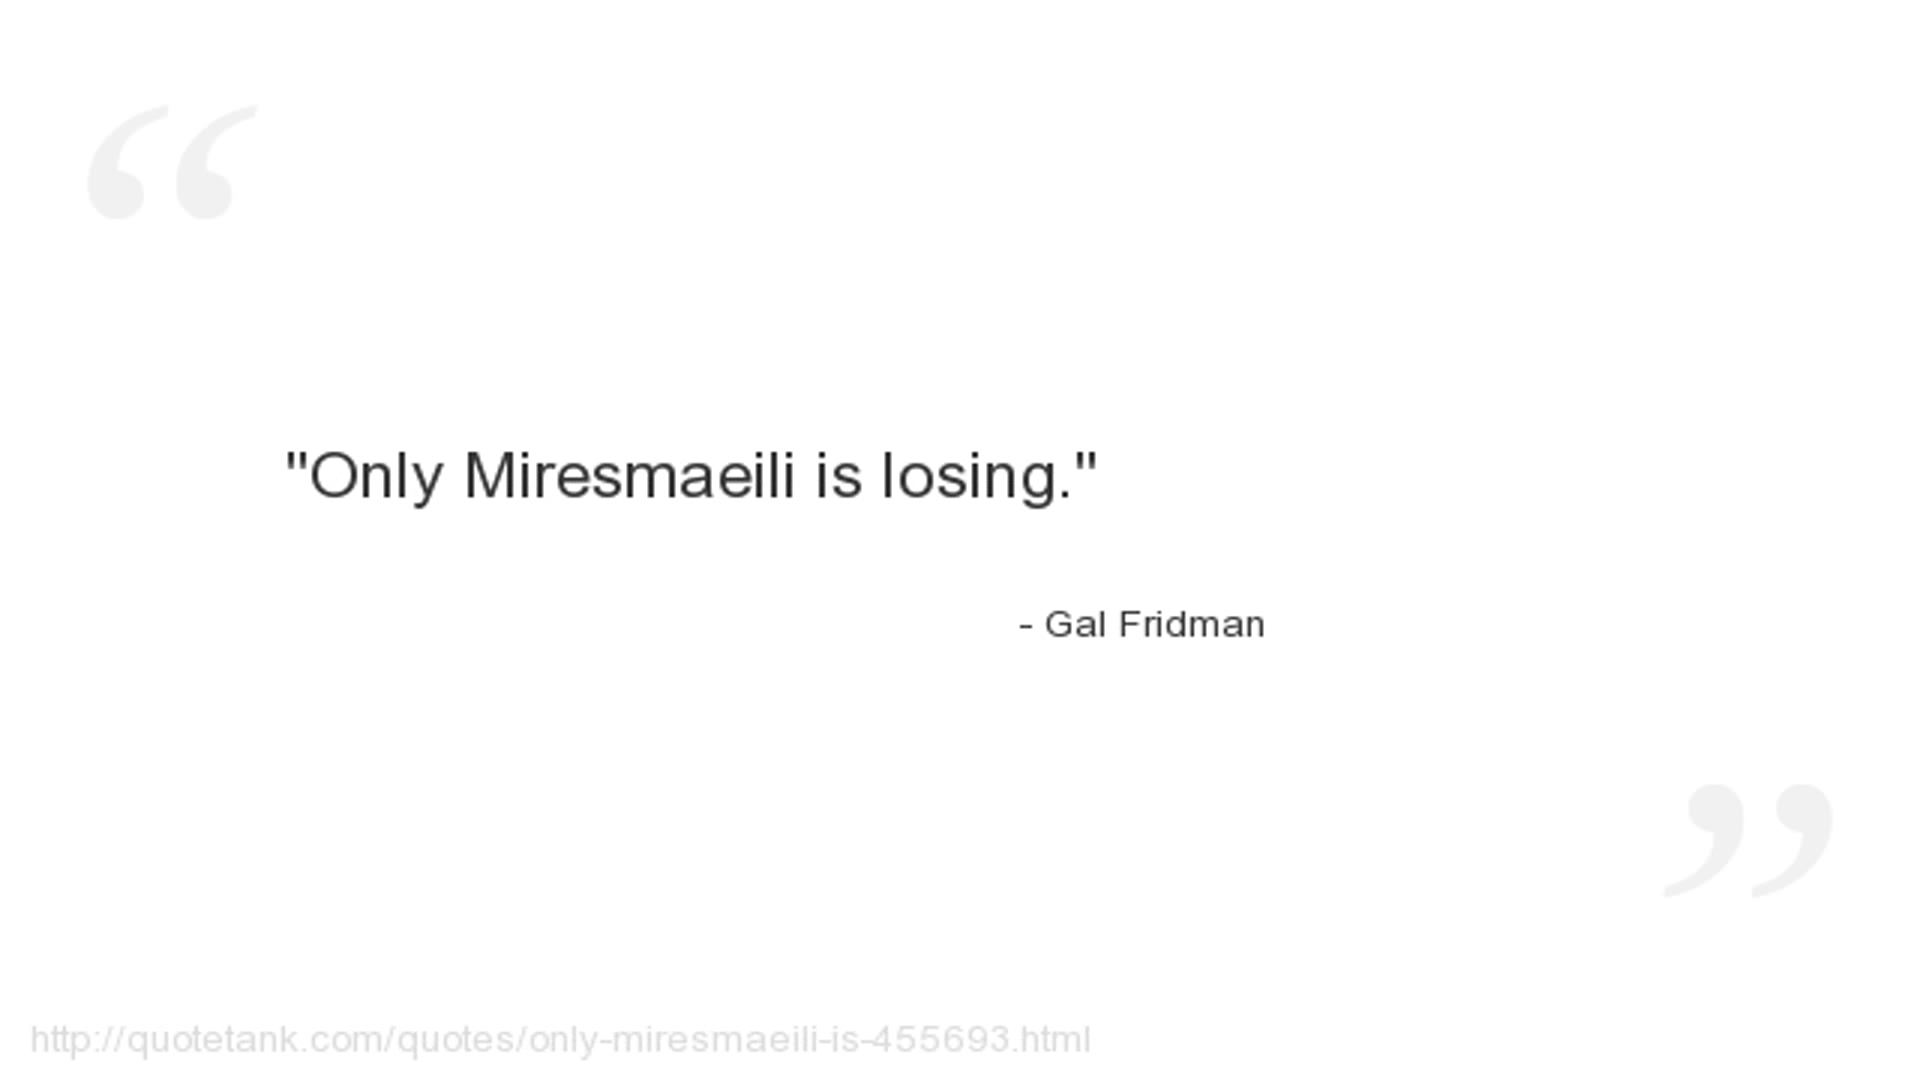 "Only Miresmaeili is losing."
- Gal Fridman
http://quotetank.com/quotes/only-miresmaeili-is-455693.html